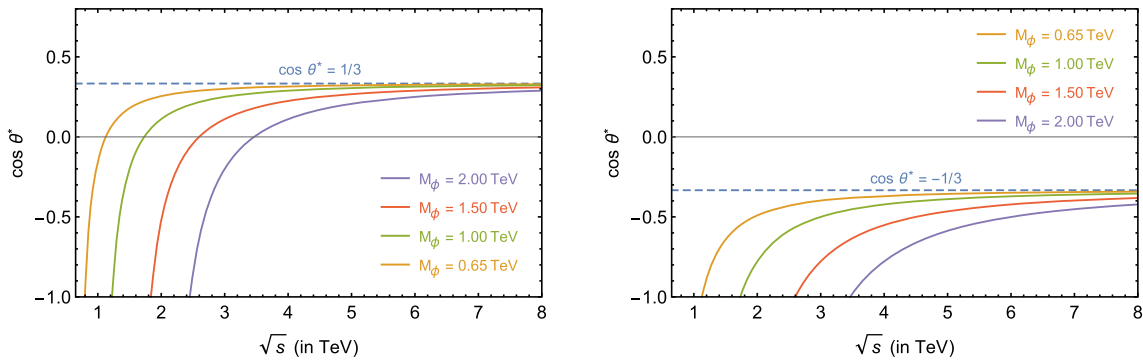 cos θ* = 1/3
M_ϕ = 2.00 TeV
M_ϕ = 1.50 TeV
M_ϕ = 1.00 TeV
M_ϕ = 0.65 TeV
cos θ*
0.5
0.0
−0.5
−1.0
1 2 3 4 5 6 7 8
√s (in TeV)
M_ϕ = 0.65 TeV
M_ϕ = 1.00 TeV
M_ϕ = 1.50 TeV
M_ϕ = 2.00 TeV
cos θ* = −1/3
cos θ*
0.5
0.0
−0.5
−1.0
1 2 3 4 5 6 7 8
√s (in TeV)